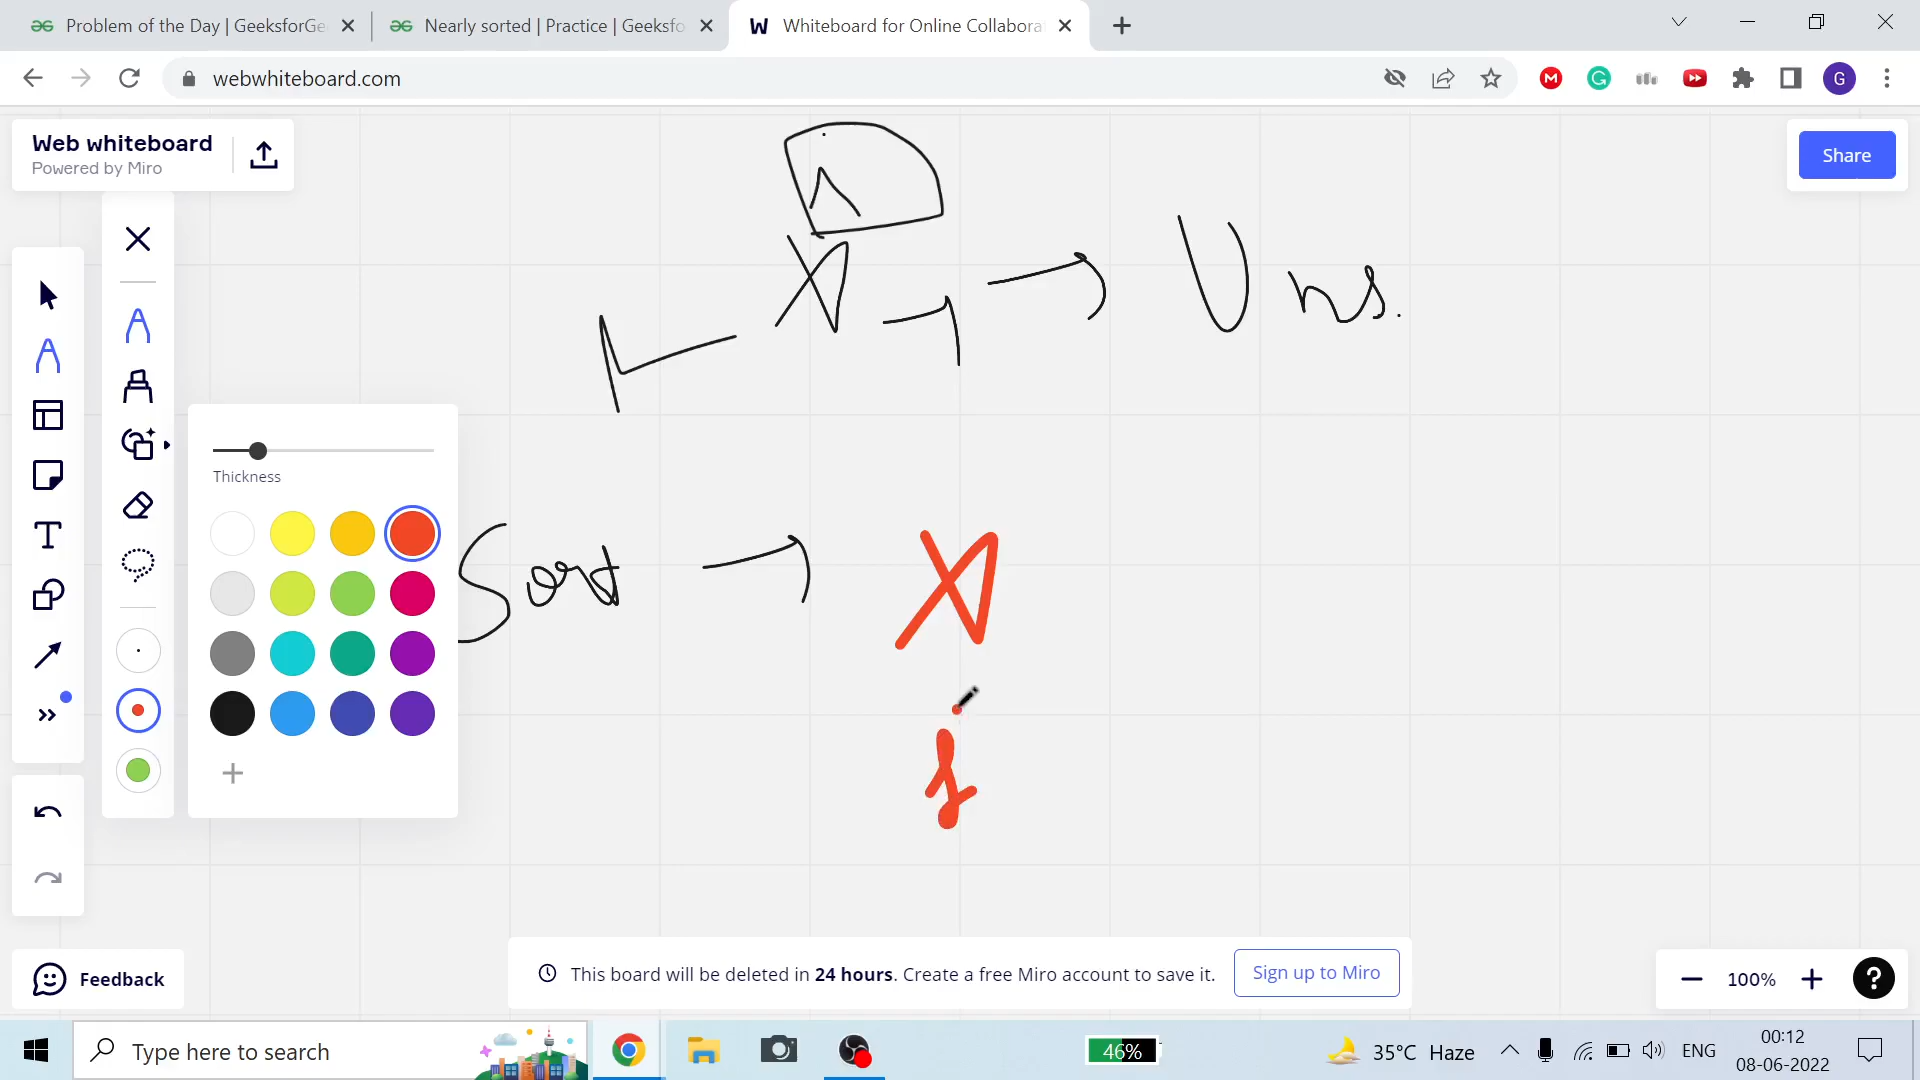 Problem of the Day | GeeksforGe
Nearly sorted | Practice | Geeksfo
Whiteboard for Online Collabora
webwhiteboard.com
G
Web whiteboard
Powered by Miro
Share
Uns.
Thickness
Sort →
Feedback
This board will be deleted in 24 hours. Create a free Miro account to save it.
Sign up to Miro
100%
Type here to search
46%
35°C Haze
ENG
00:12
08-06-2022